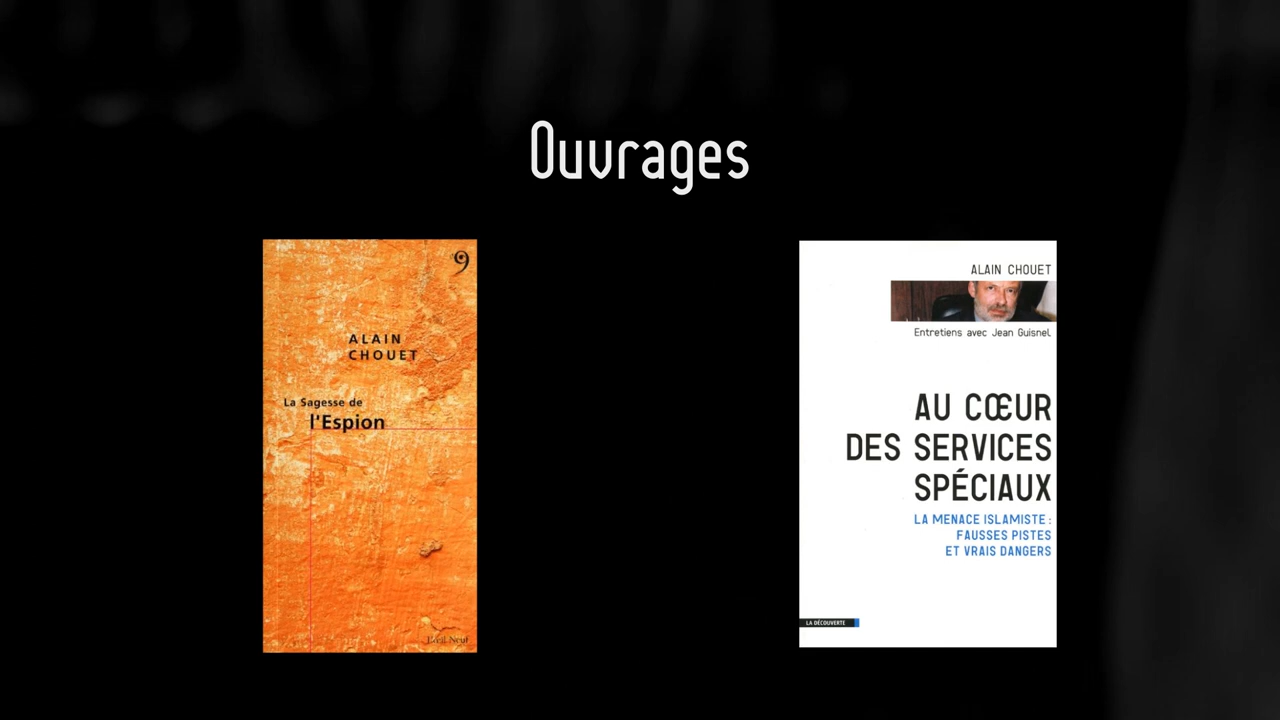 Ouvrages
9
ALAIN
CHOUET
La Sagesse de
l'Espion
L'œil Neuf
ALAIN CHOUET
Entretiens avec Jean Guisnel
AU CŒUR
DES SERVICES
SPÉCIAUX
LA MENACE ISLAMISTE :
FAUSSES PISTES
ET VRAIS DANGERS
LA DÉCOUVERTE